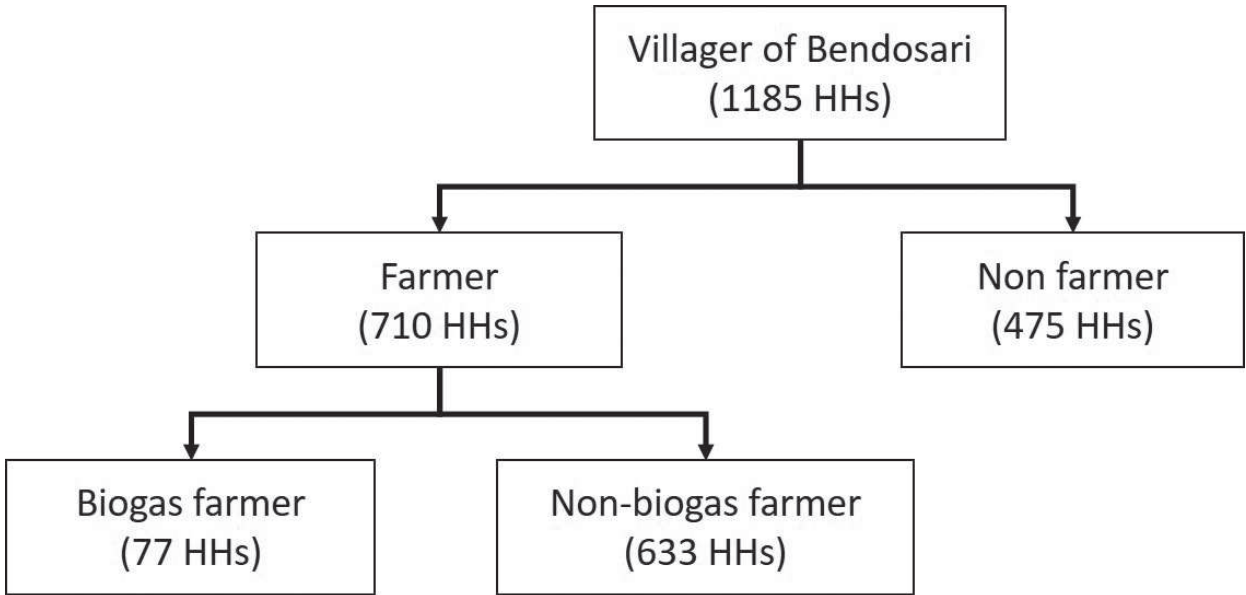 Villager of Bendosari
(1185 HHs)
Farmer
(710 HHs)
Non farmer
(475 HHs)
Biogas farmer
(77 HHs)
Non-biogas farmer
(633 HHs)